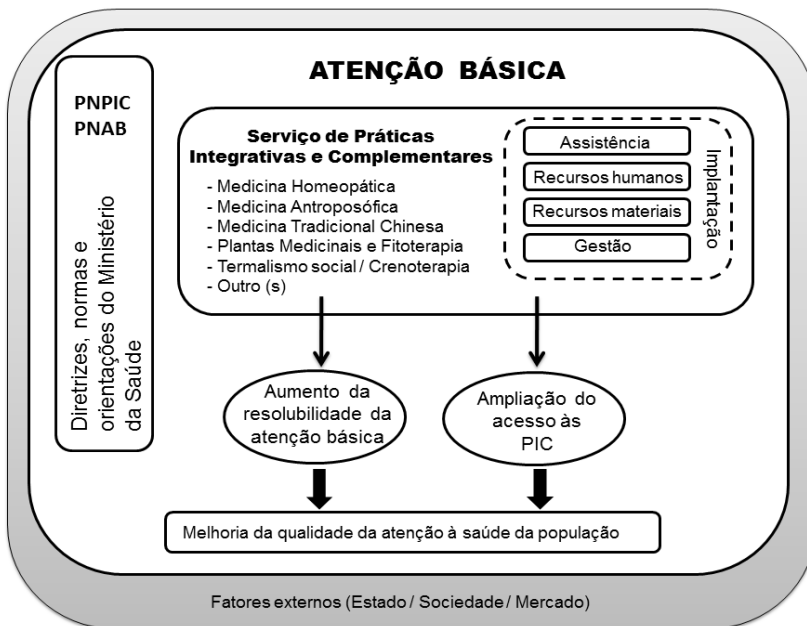 ATENÇÃO BÁSICA
PNPIC
PNAB
Diretrizes, normas e
orientações do Ministério
da Saúde
Serviço de Práticas
Integrativas e Complementares
- Medicina Homeopática
- Medicina Antroposófica
- Medicina Tradicional Chinesa
- Plantas Medicinais e Fitoterapia
- Termalismo social / Crenoterapia
- Outro (s)
Assistência
Recursos humanos
Recursos materiais
Gestão
Implantação
Aumento da
resolubilidade da
atenção básica
Ampliação do
acesso às
PIC
Melhoria da qualidade da atenção à saúde da população
Fatores externos (Estado / Sociedade / Mercado)